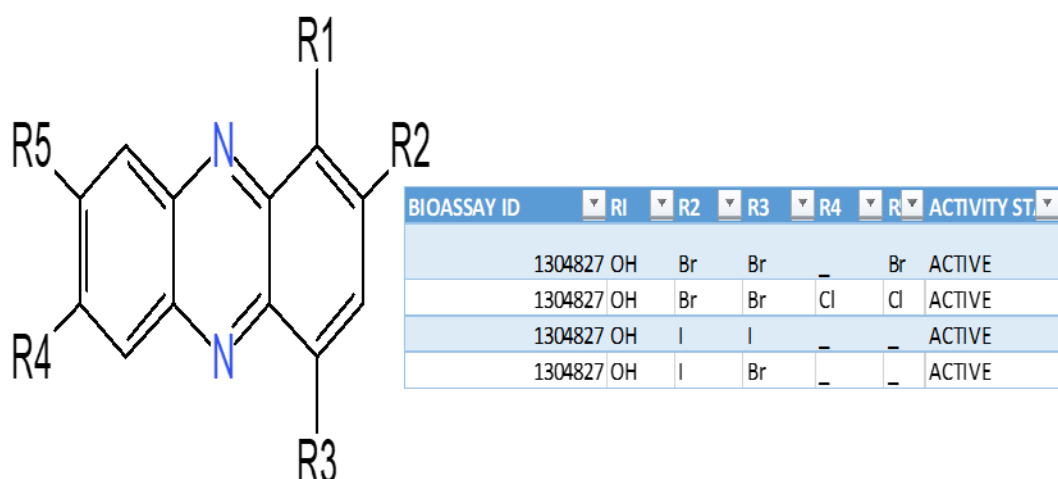 R1
R5
N
R2
R4
N
R3
BIOASSAY ID RI R2 R3 R4 R ACTIVITY ST
1304827 OH Br Br _ Br ACTIVE
1304827 OH Br Br Cl Cl ACTIVE
1304827 OH I I _ _ ACTIVE
1304827 OH I Br _ _ ACTIVE